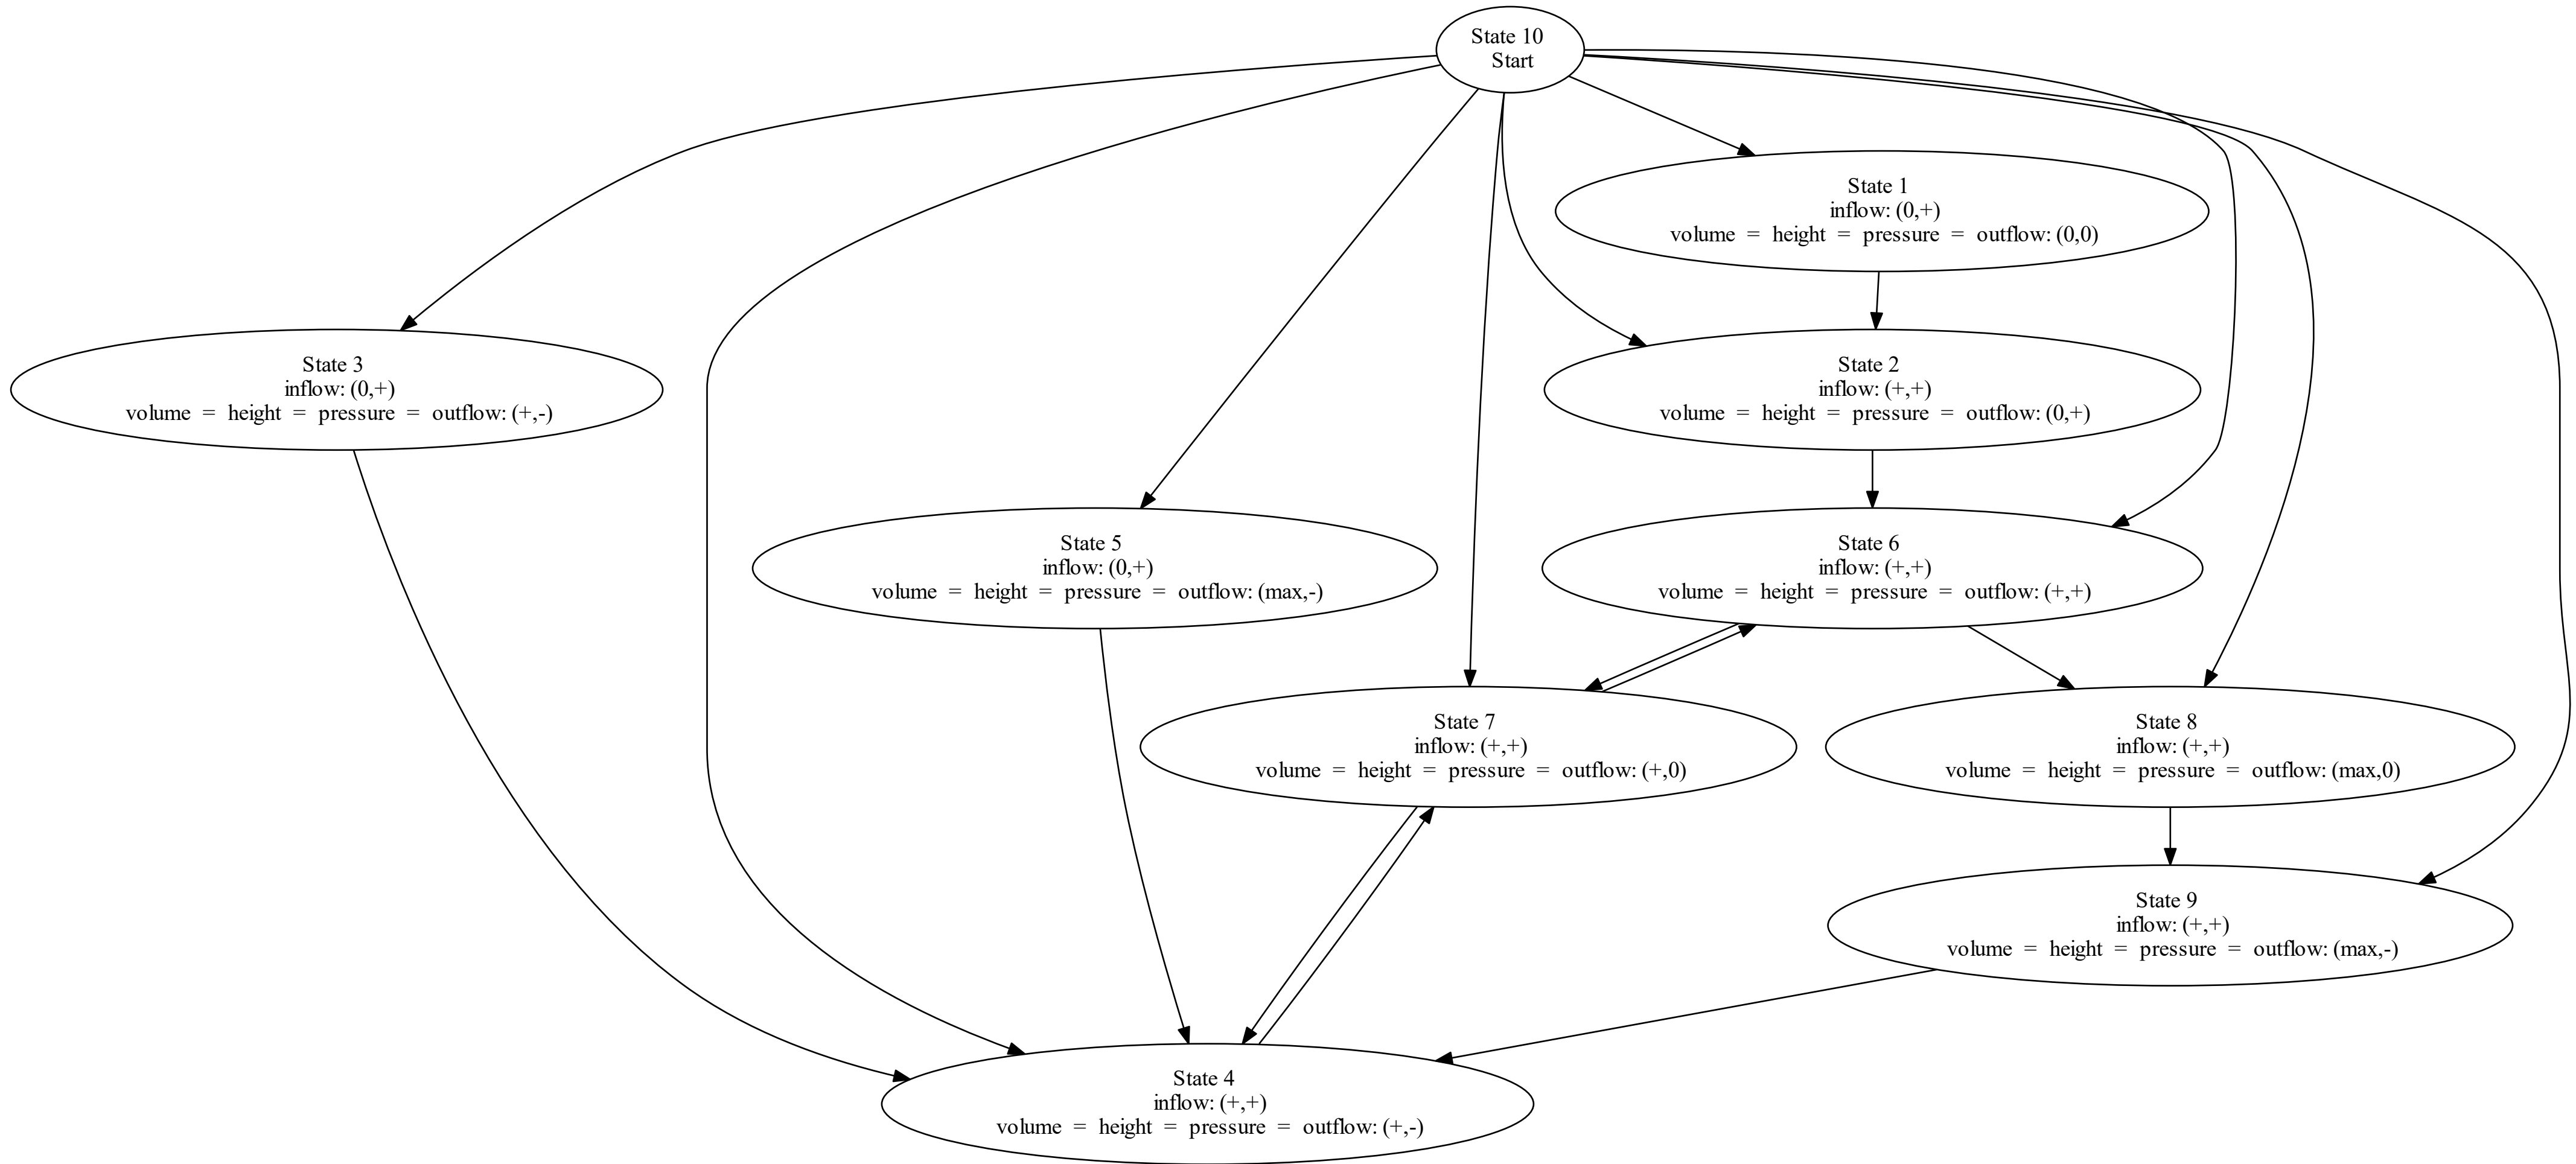 State 10
Start
State 1
inflow: (0,+)
volume = height = pressure = outflow: (0,0)
State 3
inflow: (0,+)
volume = height = pressure = outflow: (+,-)
State 2
inflow: (+,+)
volume = height = pressure = outflow: (0,+)
State 5
inflow: (0,+)
volume = height = pressure = outflow: (max,-)
State 6
inflow: (+,+)
volume = height = pressure = outflow: (+,+)
State 7
inflow: (+,+)
volume = height = pressure = outflow: (+,0)
State 8
inflow: (+,+)
volume = height = pressure = outflow: (max,0)
State 9
inflow: (+,+)
volume = height = pressure = outflow: (max,-)
State 4
inflow: (+,+)
volume = height = pressure = outflow: (+,-)